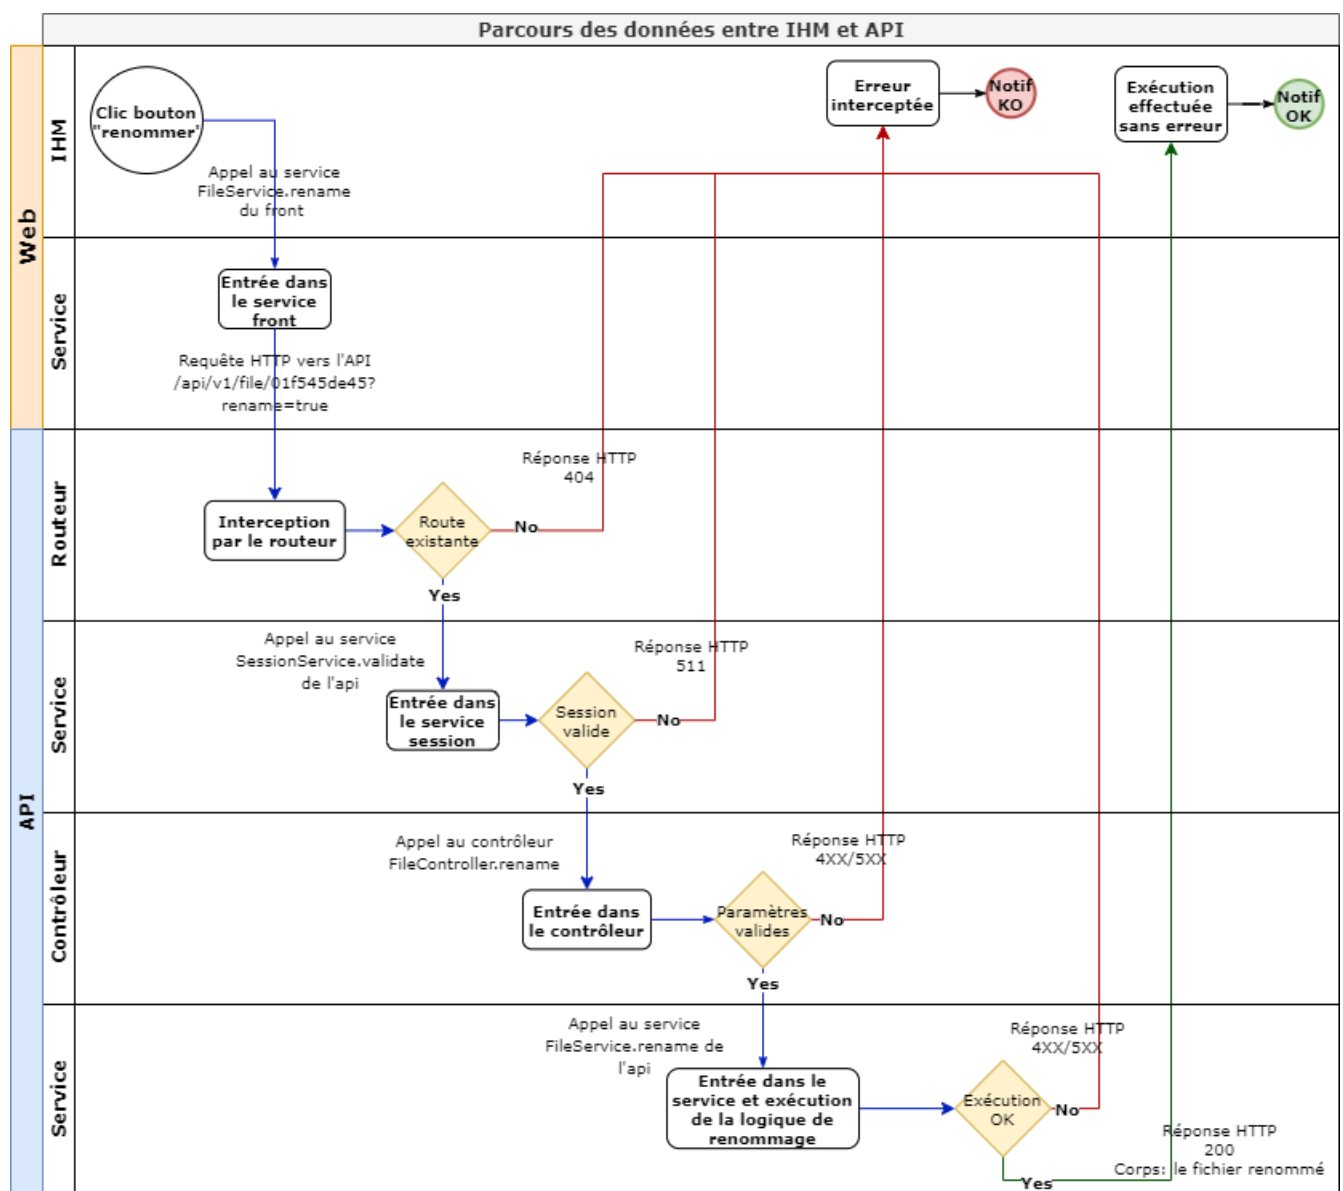 Parcours des données entre IHM et API
Web
IHM
Clic bouton
"renommer"
Appel au service
FileService.rename
du front
Erreur
interceptée
Notif
KO
Exécution
effectuée
sans erreur
Notif
OK
Service
Entrée dans
le service
front
Requête HTTP vers l'API
/api/v1/file/01f545de45?
rename=true
API
Routeur
Interception
par le routeur
Route
existante
No
Réponse HTTP
404
Yes
Service
Appel au service
SessionService.validate
de l'api
Entrée dans
le service
session
Session
valide
No
Réponse HTTP
511
Yes
Contrôleur
Appel au contrôleur
FileController.rename
Entrée dans
le contrôleur
Paramètres
valides
No
Réponse HTTP
4XX/5XX
Yes
Service
Appel au service
FileService.rename de
l'api
Entrée dans le
service et exécution
de la logique de
renommage
Exécution
OK
No
Réponse HTTP
4XX/5XX
Yes
Réponse HTTP
200
Corps: le fichier renommé